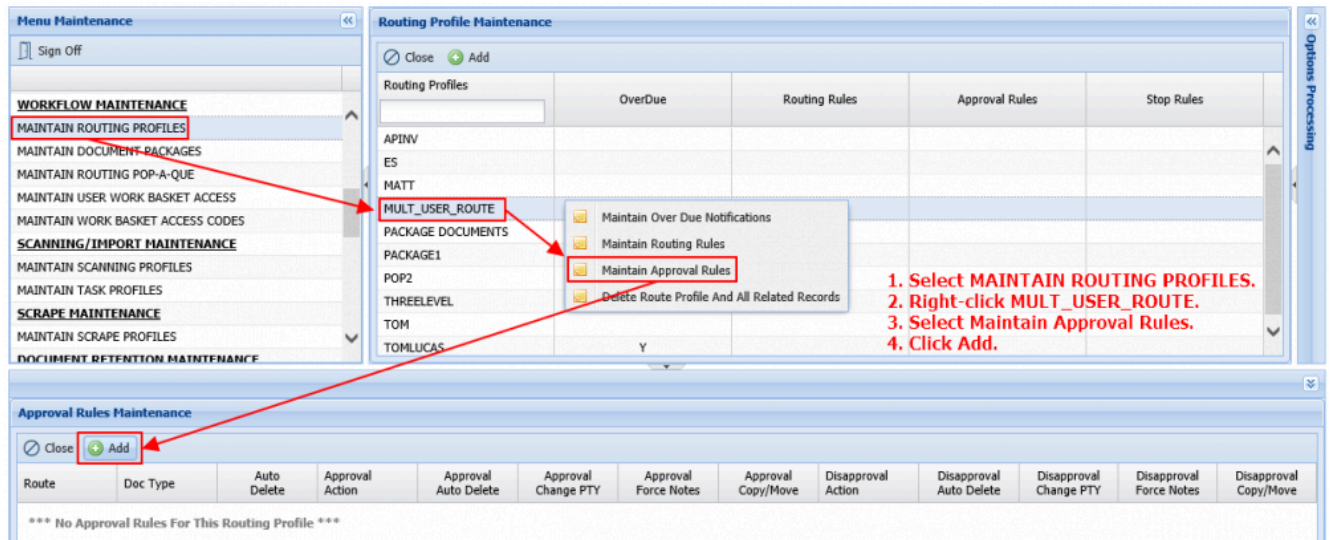 Menu Maintenance
Sign Off
WORKFLOW MAINTENANCE
MAINTAIN ROUTING PROFILES
MAINTAIN DOCUMENT PACKAGES
MAINTAIN ROUTING POP-A-QUE
MAINTAIN USER WORK BASKET ACCESS
MAINTAIN WORK BASKET ACCESS CODES
SCANNING/IMPORT MAINTENANCE
MAINTAIN SCANNING PROFILES
MAINTAIN TASK PROFILES
SCRAPE MAINTENANCE
MAINTAIN SCRAPE PROFILES
DOCUMENT RETENTION MAINTENANCE
Routing Profile Maintenance
Close Add
Routing Profiles OverDue Routing Rules Approval Rules Stop Rules
APINV
ES
MATT
MULT_USER_ROUTE
PACKAGE DOCUMENTS
PACKAGE1
POP2
THREELEVEL
TOM
TOMLUCAS Y
Maintain Over Due Notifications
Maintain Routing Rules
Maintain Approval Rules
Delete Route Profile And All Related Records
1. Select MAINTAIN ROUTING PROFILES.
2. Right-click MULT_USER_ROUTE.
3. Select Maintain Approval Rules.
4. Click Add.
Options Processing
Approval Rules Maintenance
Close Add
Route Doc Type Auto Delete Approval Action Approval Auto Delete Approval Change PTY Approval Force Notes Approval Copy/Move Disapproval Action Disapproval Auto Delete Disapproval Change PTY Disapproval Force Notes Disapproval Copy/Move
*** No Approval Rules For This Routing Profile ***